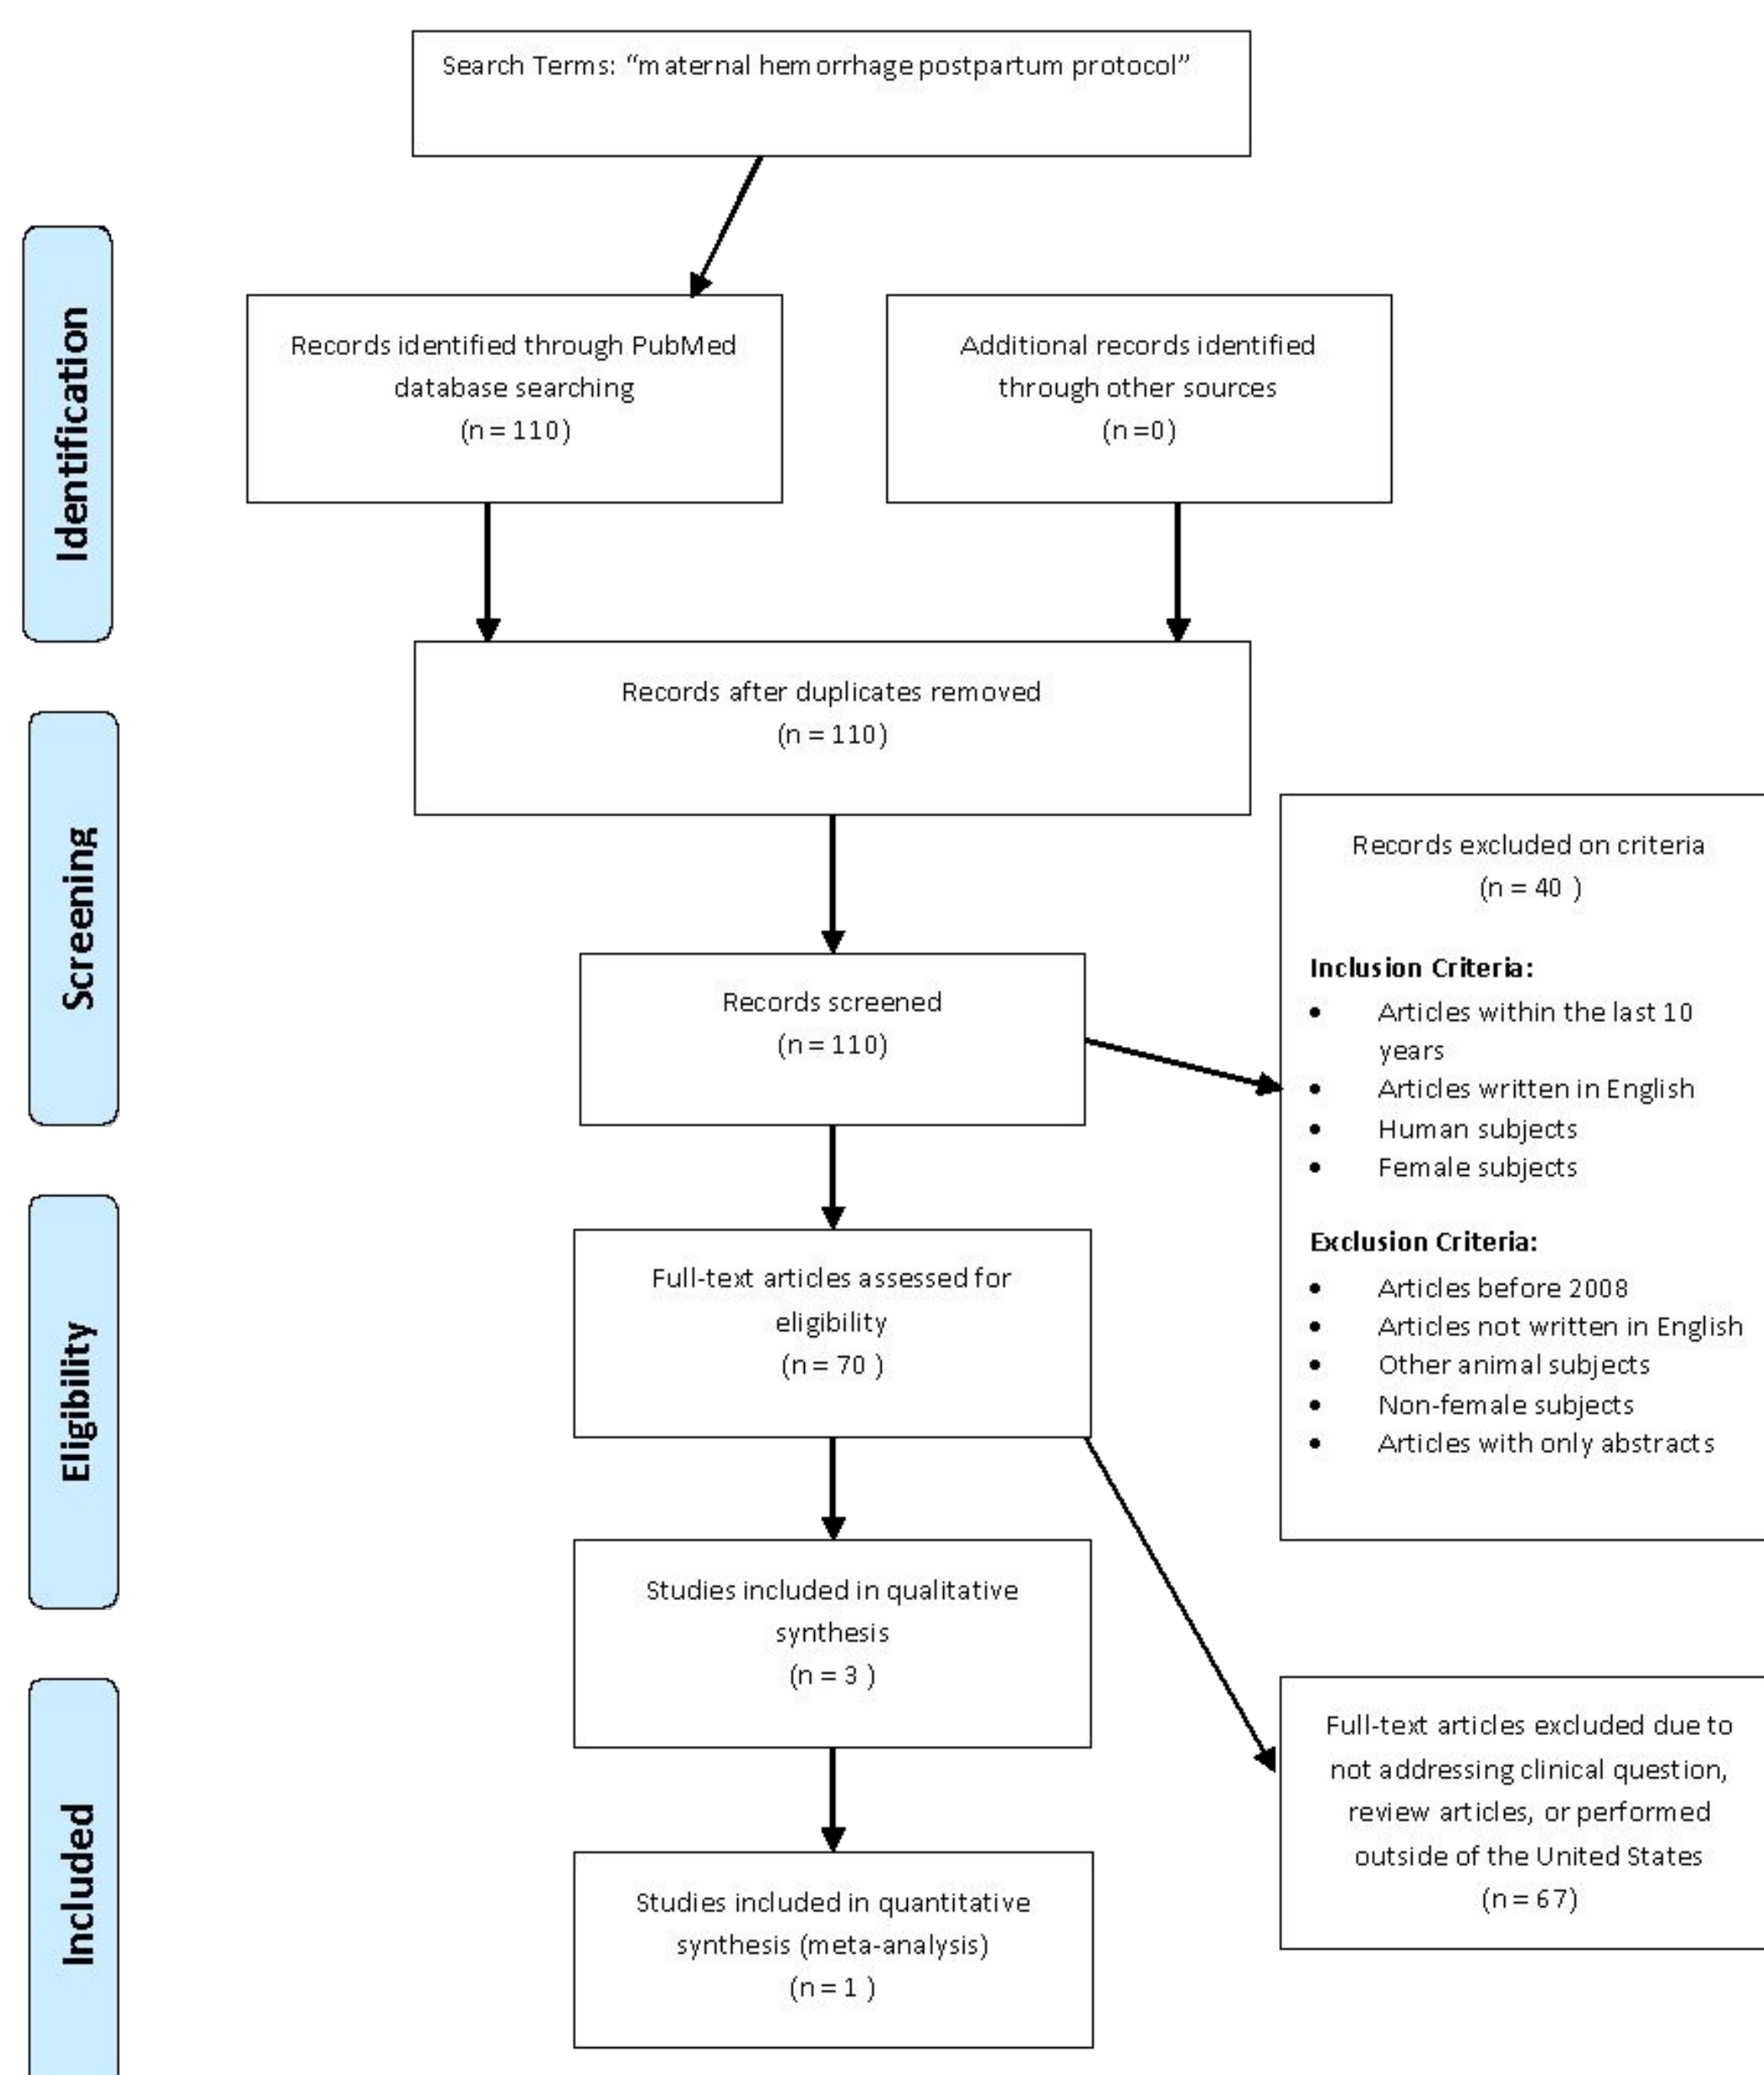 Search Terms: “maternal hemorrhage postpartum protocol”
Identification
Records identified through PubMed
database searching
(n = 110)
Additional records identified
through other sources
(n =0)
Records after duplicates removed
(n = 110)
Screening
Records screened
(n = 110)
Records excluded on criteria
(n = 40 )
Inclusion Criteria:
• Articles within the last 10
years
• Articles written in English
• Human subjects
• Female subjects
Exclusion Criteria:
• Articles before 2008
• Articles not written in English
• Other animal subjects
• Non-female subjects
• Articles with only abstracts
Eligibility
Full-text articles assessed for
eligibility
(n = 70 )
Studies included in qualitative
synthesis
(n = 3 )
Full-text articles excluded due to
not addressing clinical question,
review articles, or performed
outside of the United States
(n = 67)
Included
Studies included in quantitative
synthesis (meta-analysis)
(n = 1 )